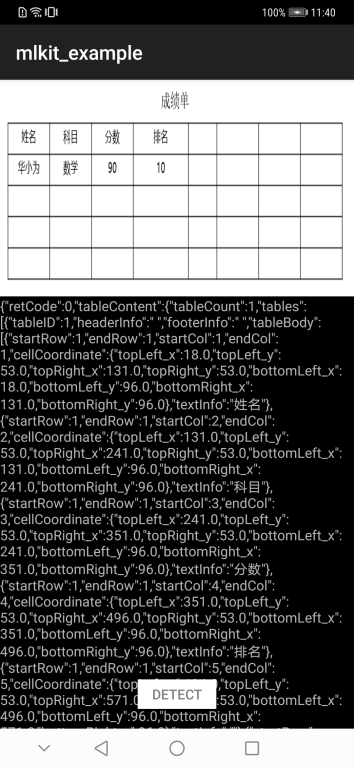 100% 11:40
mlkit_example
成绩单
姓名 科目 分数 排名
华小为 数学 90 10
{"retCode":0,"tableContent":{"tableCount":1,"tables":
[{"tableID":1,"headerInfo":" ","footerInfo":" ","tableBody":
[{"startRow":1,"endRow":1,"startCol":1,"endCol":
1,"cellCoordinate":{"topLeft_x":18.0,"topLeft_y":
53.0,"topRight_x":131.0,"topRight_y":53.0,"bottomLeft_x":
18.0,"bottomLeft_y":96.0,"bottomRight_x":
131.0,"bottomRight_y":96.0},"textInfo":"姓名"},
{"startRow":1,"endRow":1,"startCol":2,"endCol":
2,"cellCoordinate":{"topLeft_x":131.0,"topLeft_y":
53.0,"topRight_x":241.0,"topRight_y":53.0,"bottomLeft_x":
131.0,"bottomLeft_y":96.0,"bottomRight_x":
241.0,"bottomRight_y":96.0},"textInfo":"科目"},
{"startRow":1,"endRow":1,"startCol":3,"endCol":
3,"cellCoordinate":{"topLeft_x":241.0,"topLeft_y":
53.0,"topRight_x":351.0,"topRight_y":53.0,"bottomLeft_x":
241.0,"bottomLeft_y":96.0,"bottomRight_x":
351.0,"bottomRight_y":96.0},"textInfo":"分数"},
{"startRow":1,"endRow":1,"startCol":4,"endCol":
4,"cellCoordinate":{"topLeft_x":351.0,"topLeft_y":
53.0,"topRight_x":496.0,"topRight_y":53.0,"bottomLeft_x":
351.0,"bottomLeft_y":96.0,"bottomRight_x":
496.0,"bottomRight_y":96.0},"textInfo":"排名"},
{"startRow":1,"endRow":1,"startCol":5,"endCol":
5,"cellCoordinate":
DETECT
53.0,"topRight_x":571.0 53.0,"bottomLeft_x":
496.0,"bottomLeft_y":96.0,"bottomRight_x":